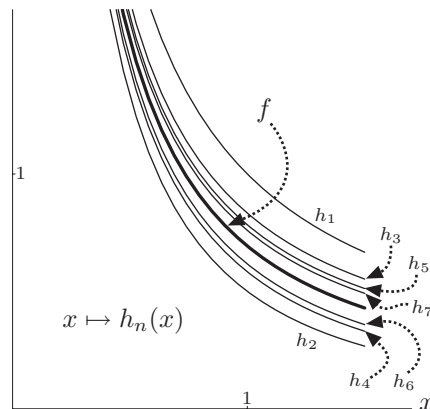 f
1
h₁
h₃
h₅
h₇
x ↦ hₙ(x)
h₂
h₄
h₆
1
x